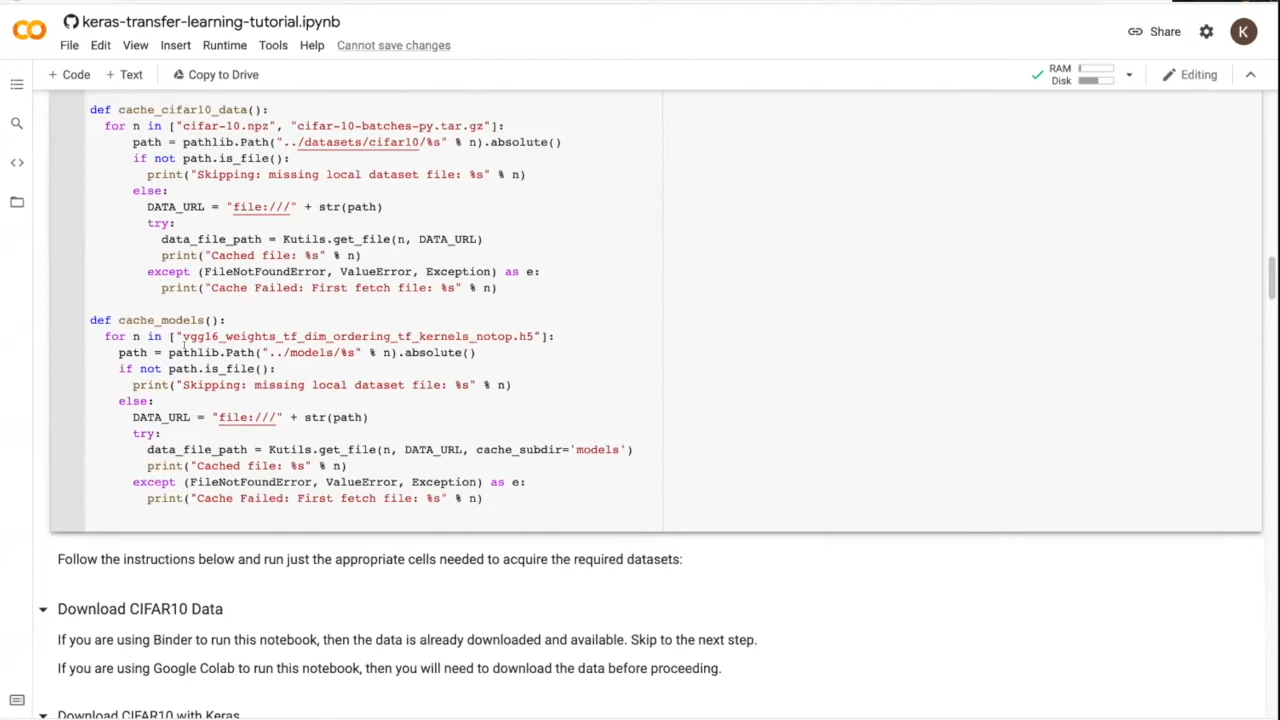 keras-transfer-learning-tutorial.ipynb
Share
K
File Edit View Insert Runtime Tools Help Cannot save changes
+ Code + Text Copy to Drive
RAM
Disk
Editing
def cache_cifar10_data():
for n in ["cifar-10.npz", "cifar-10-batches-py.tar.gz"]:
path = pathlib.Path("../datasets/cifar10/%s" % n).absolute()
if not path.is_file():
print("Skipping: missing local dataset file: %s" % n)
else:
DATA_URL = "file:///" + str(path)
try:
data_file_path = Kutils.get_file(n, DATA_URL)
print("Cached file: %s" % n)
except (FileNotFoundError, ValueError, Exception) as e:
print("Cache Failed: First fetch file: %s" % n)
def cache_models():
for n in ["vgg16_weights_tf_dim_ordering_tf_kernels_notop.h5"]:
path = pathlib.Path("../models/%s" % n).absolute()
if not path.is_file():
print("Skipping: missing local dataset file: %s" % n)
else:
DATA_URL = "file:///" + str(path)
try:
data_file_path = Kutils.get_file(n, DATA_URL, cache_subdir='models')
print("Cached file: %s" % n)
except (FileNotFoundError, ValueError, Exception) as e:
print("Cache Failed: First fetch file: %s" % n)
Follow the instructions below and run just the appropriate cells needed to acquire the required datasets:
Download CIFAR10 Data
If you are using Binder to run this notebook, then the data is already downloaded and available. Skip to the next step.
If you are using Google Colab to run this notebook, then you will need to download the data before proceeding.
Download CIFAR10 with Keras